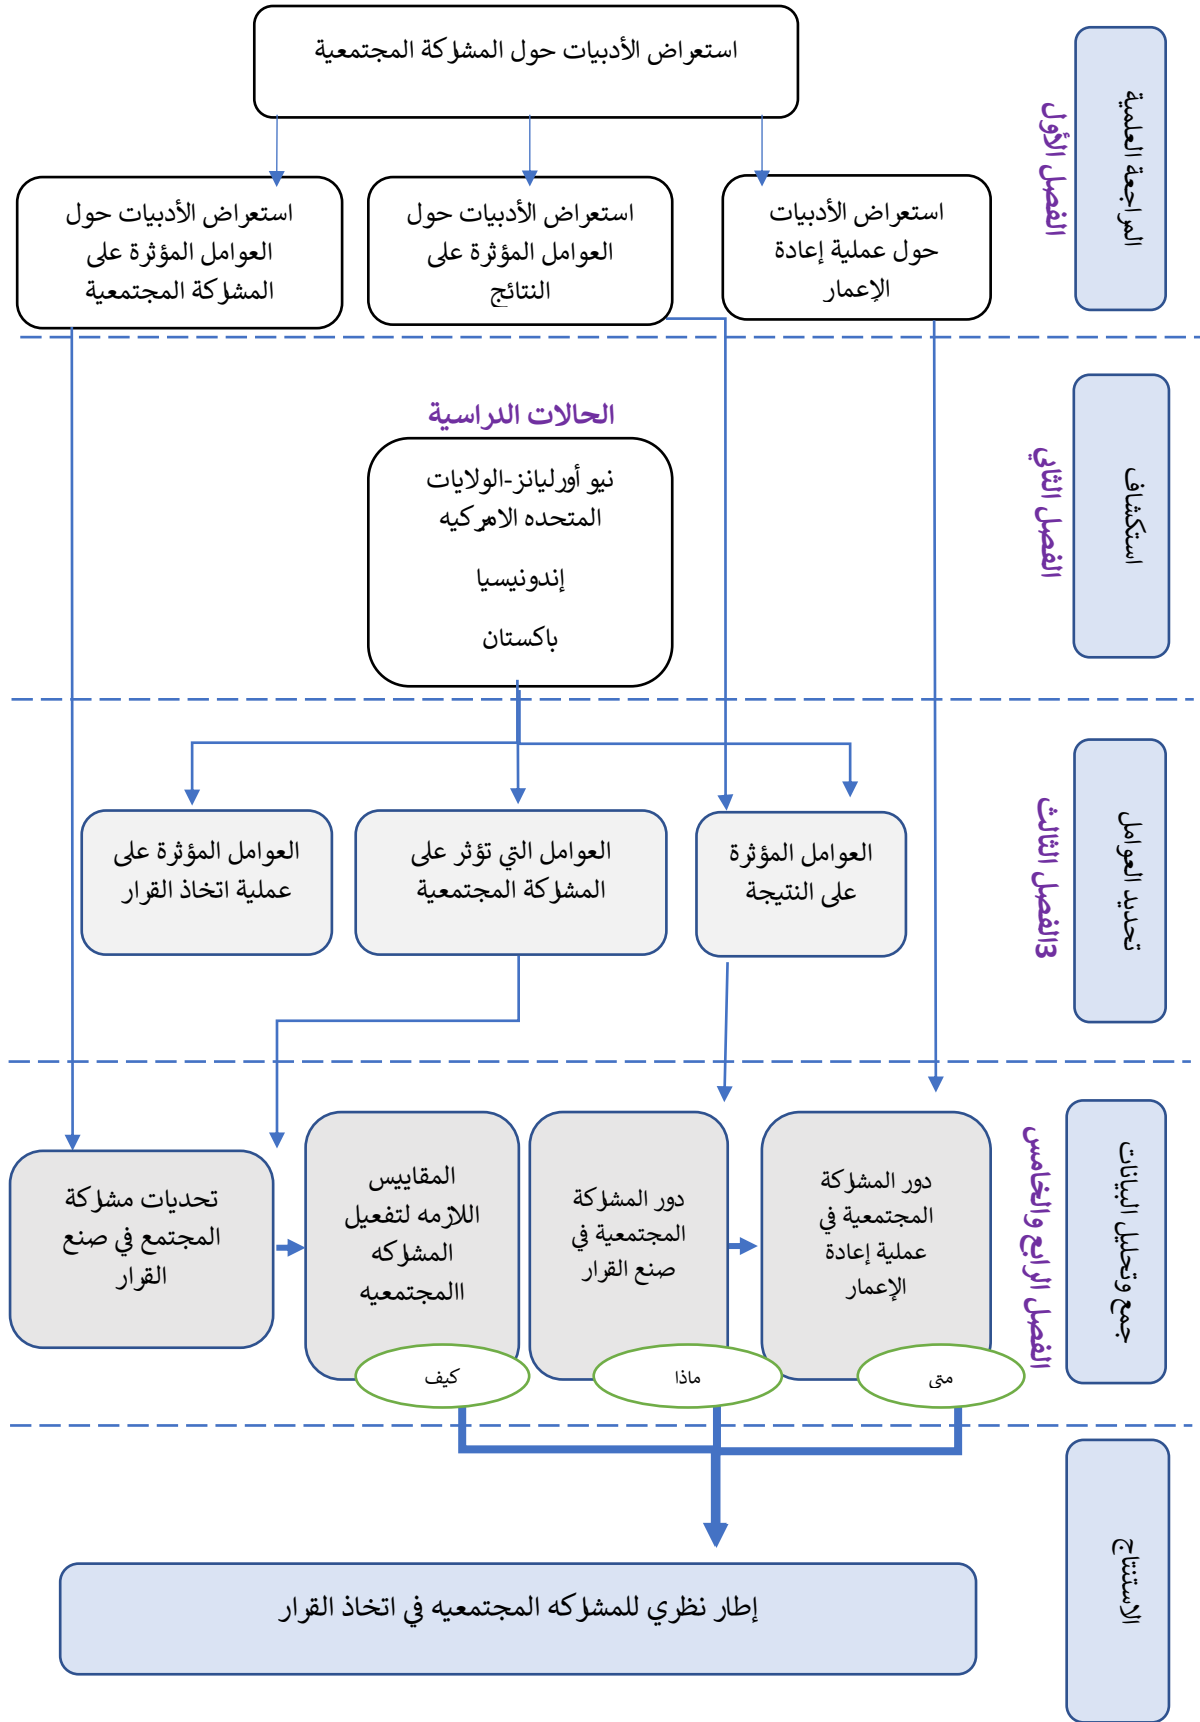 استعراض الأدبيات حول المشاركة المجتمعية
المراجعة العلمية
الفصل الأول
استعراض الأدبيات
حول عملية إعادة
الإعمار
استعراض الأدبيات حول
العوامل المؤثرة على
النتائج
استعراض الأدبيات حول
العوامل المؤثرة على
المشاركة المجتمعية
استكشاف
الفصل الثاني
الحالات الدراسية
نيو أورليانز-الولايات
المتحده الامركيه
إندونيسيا
باكستان
تحديد العوامل
3الفصل الثالث
العوامل المؤثرة
على النتيجة
العوامل التي تؤثر على
المشاركة المجتمعية
العوامل المؤثرة على
عملية اتخاذ القرار
جمع وتحليل البيانات
الفصل الرابع والخامس
دور المشاركة
المجتمعية في
عملية إعادة
الإعمار
متى
دور المشاركة
المجتمعية في
صنع القرار
ماذا
المقاييس
اللازمه لتفعيل
المشاركه
االمجتمعيه
كيف
تحديات مشاركة
المجتمع في صنع
القرار
الاستنتاج
إطار نظري للمشاركه المجتمعيه في اتخاذ القرار